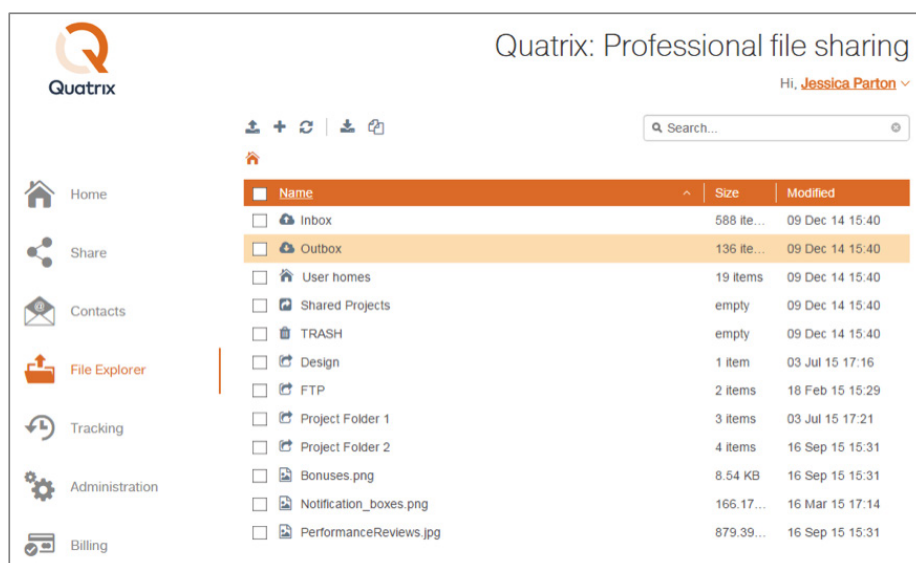 Quatrix
Quatrix: Professional file sharing
Hi, Jessica Parton
Search...
Home
Share
Contacts
File Explorer
Tracking
Administration
Billing
Name Size Modified
Inbox 588 ite... 09 Dec 14 15:40
Outbox 136 ite... 09 Dec 14 15:40
User homes 19 items 09 Dec 14 15:40
Shared Projects empty 09 Dec 14 15:40
TRASH empty 09 Dec 14 15:40
Design 1 item 03 Jul 15 17:16
FTP 2 items 18 Feb 15 15:29
Project Folder 1 3 items 03 Jul 15 17:21
Project Folder 2 4 items 16 Sep 15 15:31
Bonuses.png 8.54 KB 16 Sep 15 15:31
Notification_boxes.png 166.17... 16 Mar 15 17:14
PerformanceReviews.jpg 879.39... 16 Sep 15 15:31